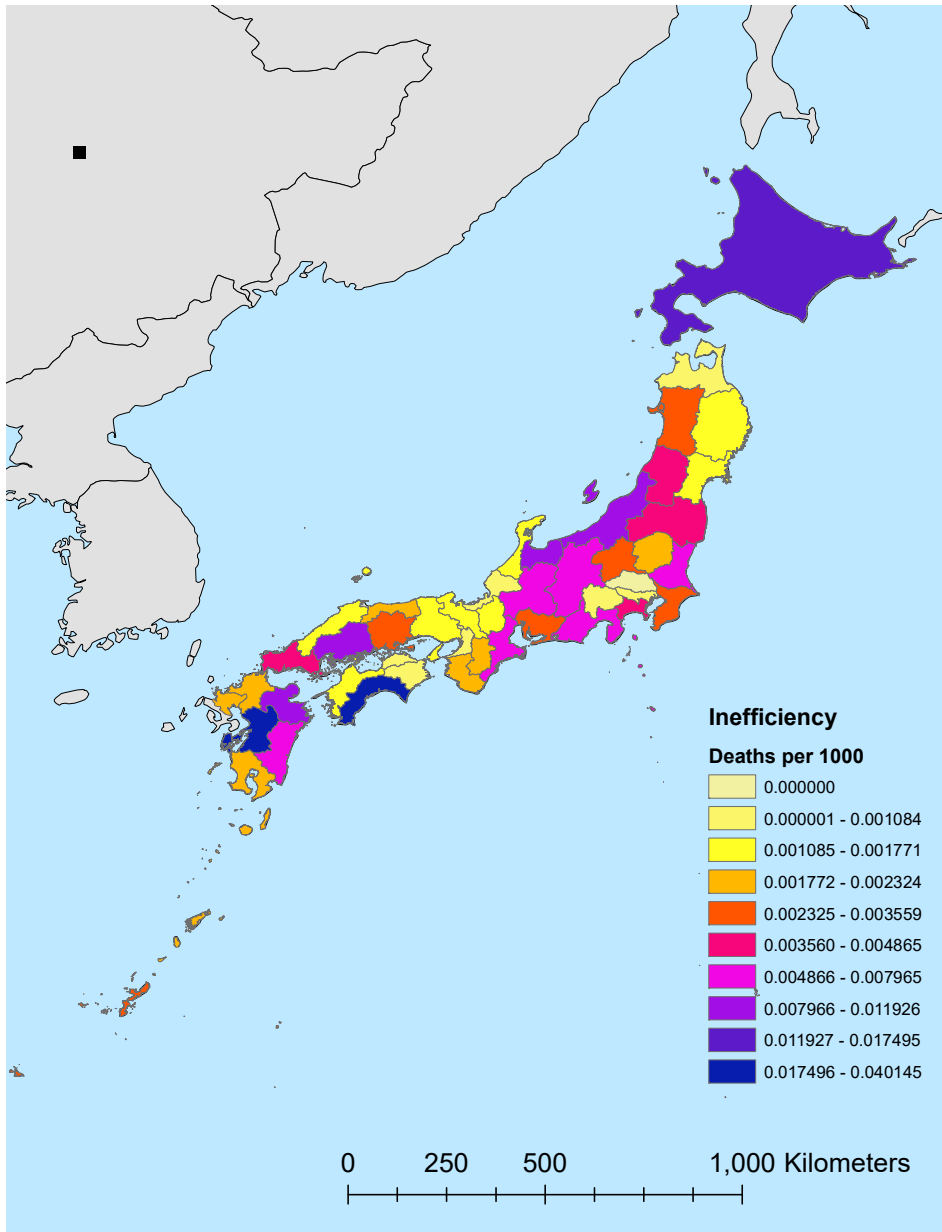 Inefficiency
Deaths per 1000
0.000000
0.000001 - 0.001084
0.001085 - 0.001771
0.001772 - 0.002324
0.002325 - 0.003559
0.003560 - 0.004865
0.004866 - 0.007965
0.007966 - 0.011926
0.011927 - 0.017495
0.017496 - 0.040145
0 250 500 1,000 Kilometers